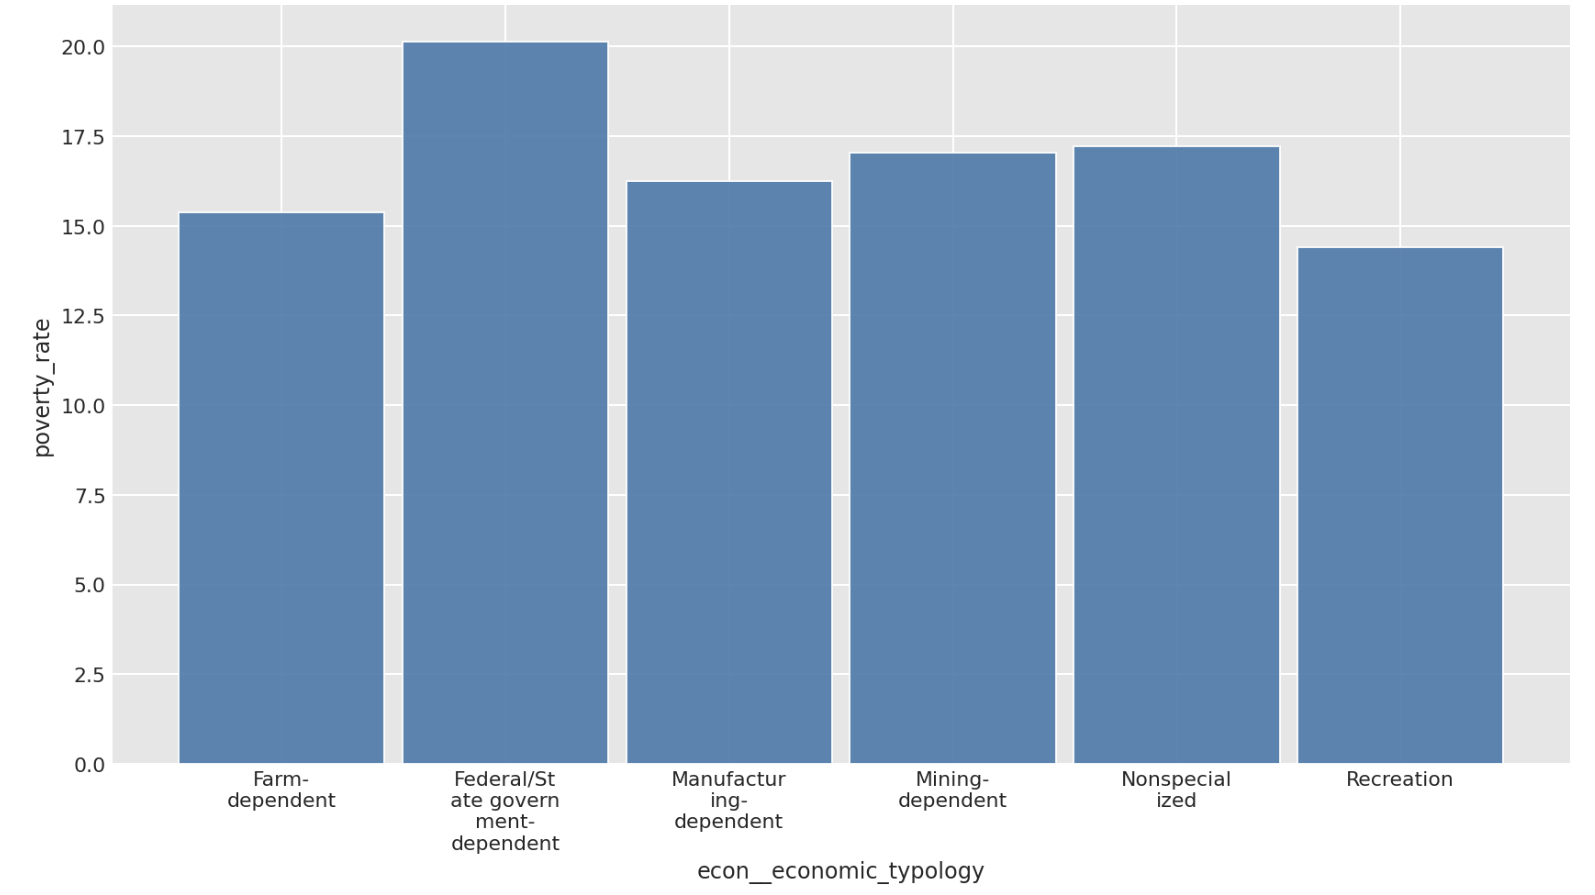 20.0
17.5
15.0
12.5
10.0
7.5
5.0
2.5
0.0
poverty_rate
Farm-
dependent
Federal/St
ate govern
ment-
dependent
Manufactur
ing-
dependent
Mining-
dependent
Nonspecial
ized
Recreation
econ__economic_typology